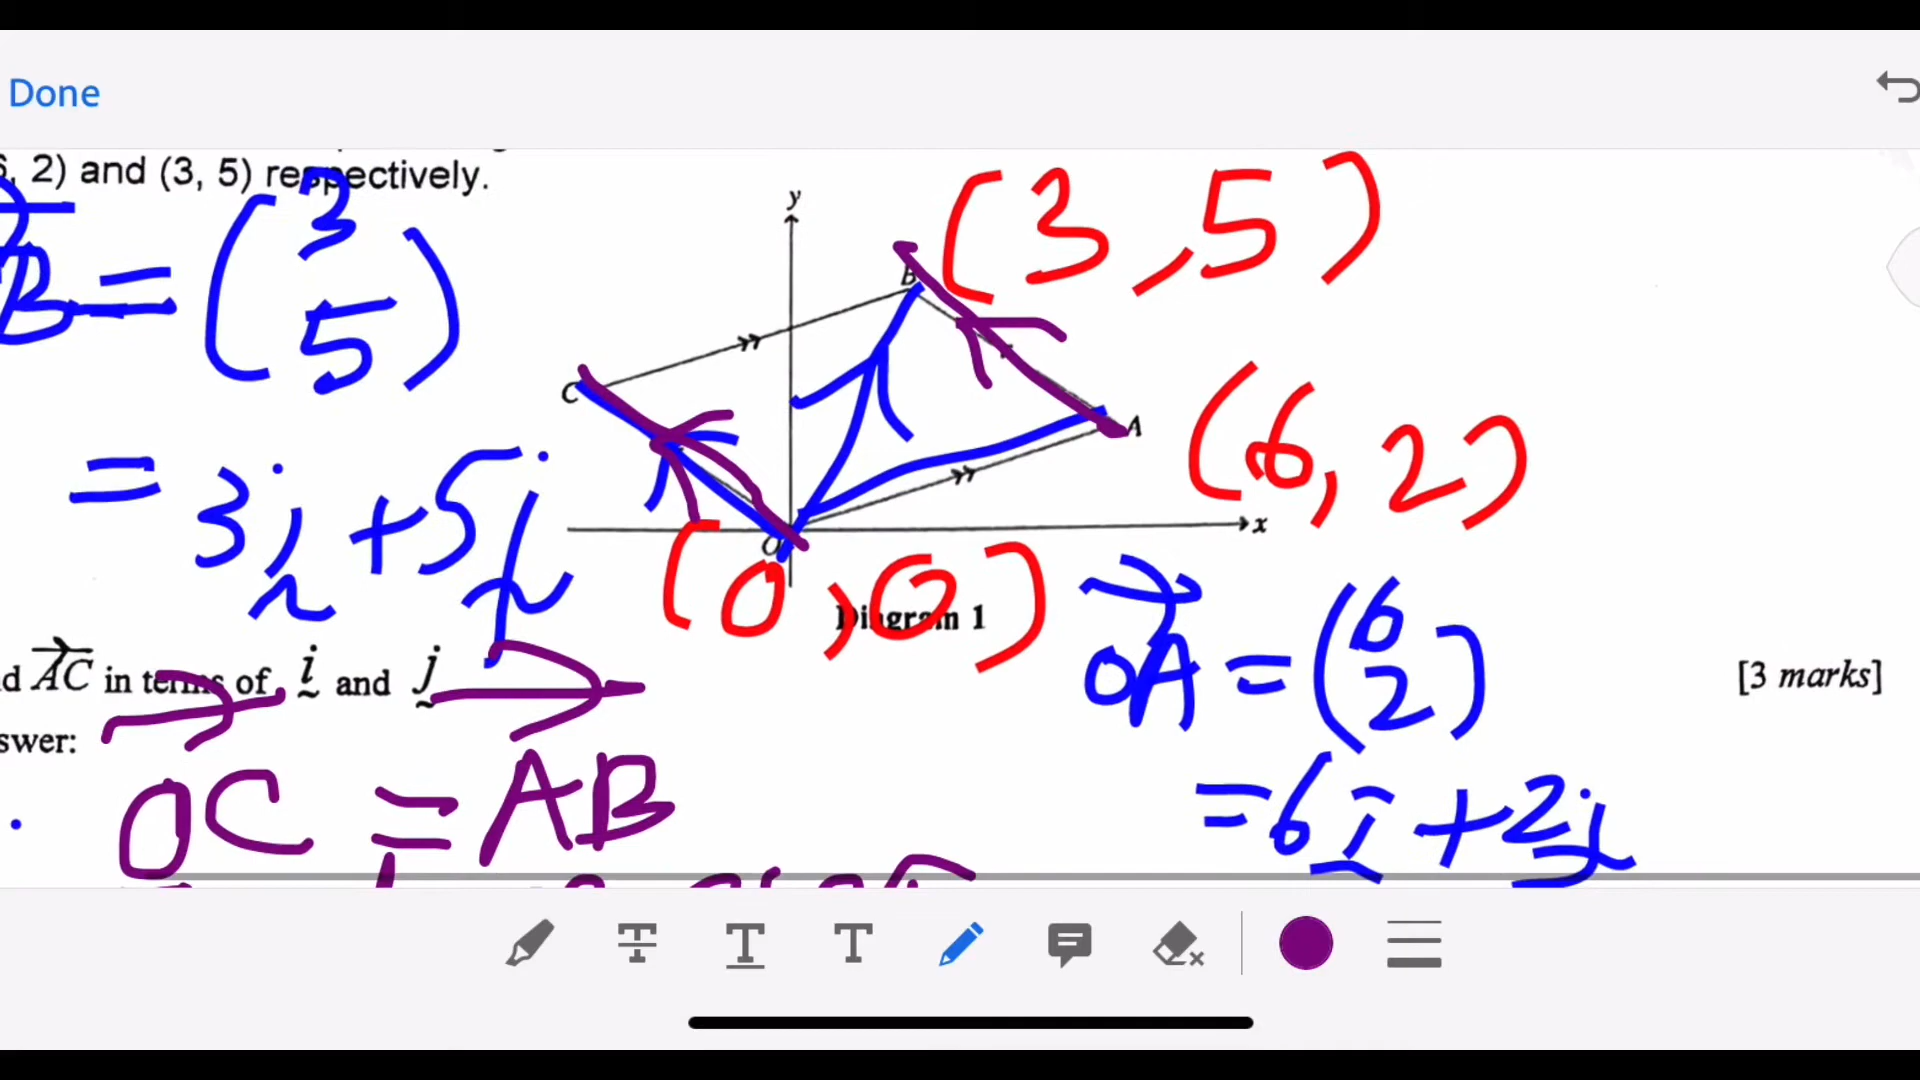 Done
, 2) and (3, 5) respectively.
y
(3, 5)
B = (3
5)
B
C
A
(6, 2)
= 3i + 5j
x
O
(0, 0)
Diagram 1
OA = (6
2)
AC in terms of i and j
[3 marks]
swer:
OC = AB
= 6i + 2j
T T T